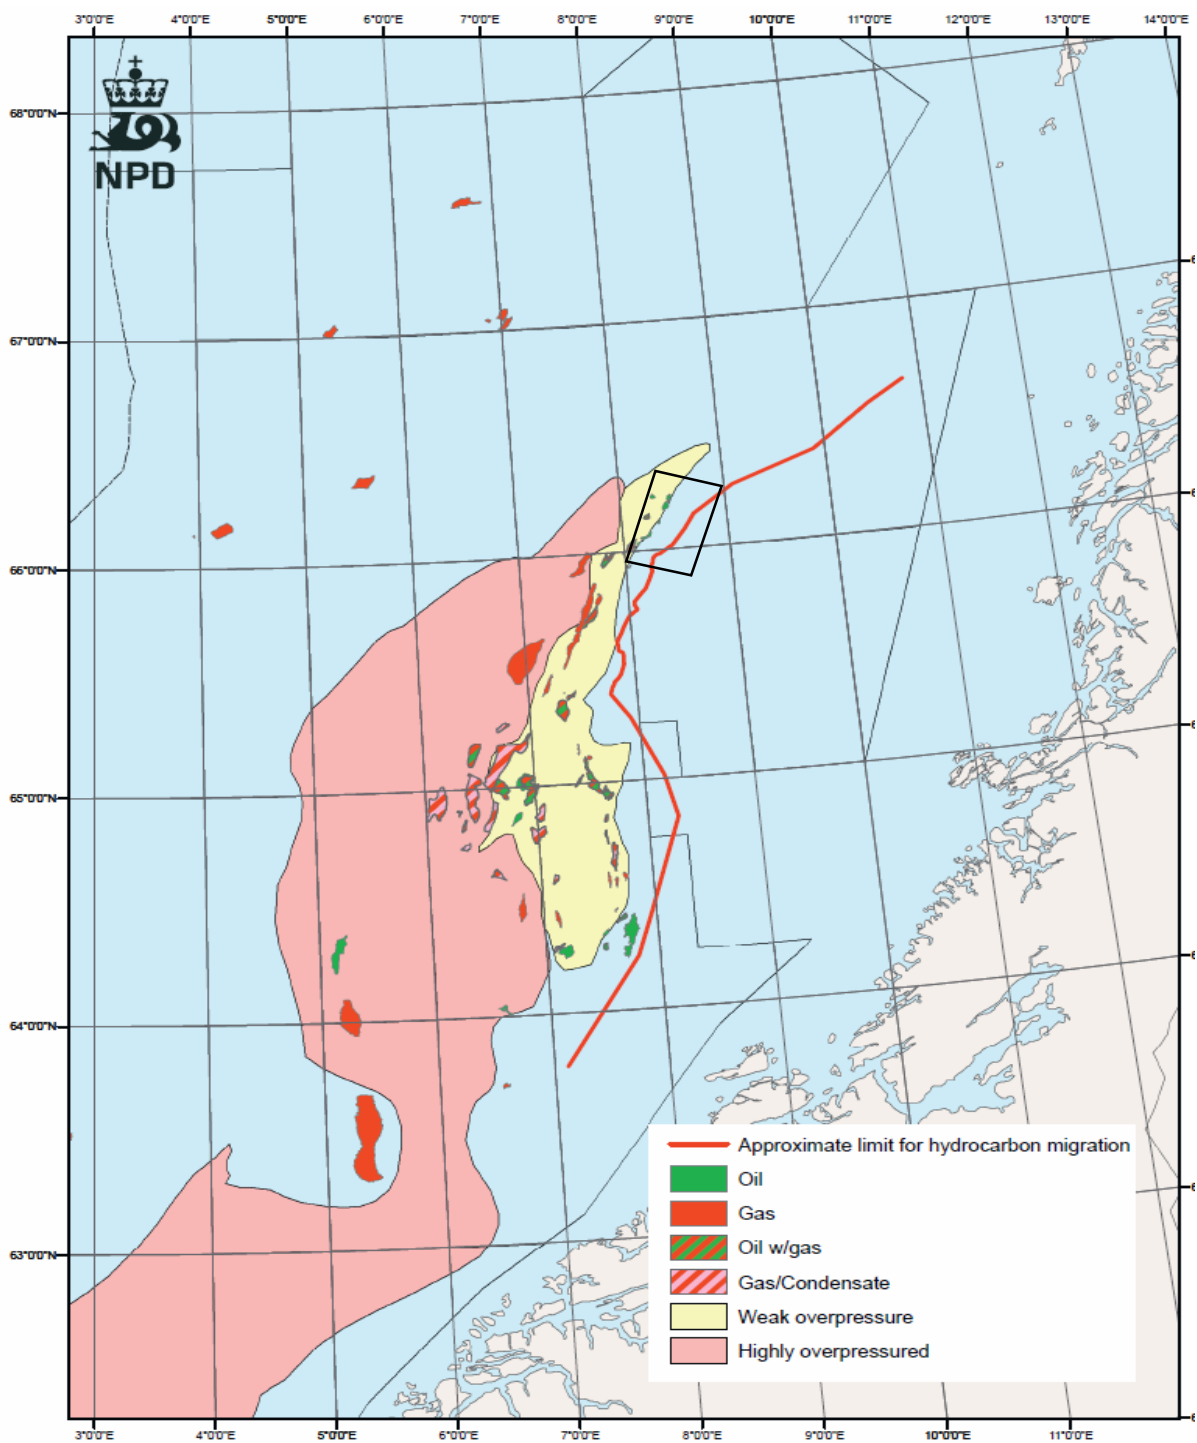 3°0'0"E 4°0'0"E 5°0'0"E 6°0'0"E 7°0'0"E 8°0'0"E 9°0'0"E 10°0'0"E 11°0'0"E 12°0'0"E 13°0'0"E 14°0'0"E
68°0'0"N
NPD
67°0'0"N
66°0'0"N
65°0'0"N
64°0'0"N
63°0'0"N
Approximate limit for hydrocarbon migration
Oil
Gas
Oil w/gas
Gas/Condensate
Weak overpressure
Highly overpressured
3°0'0"E 4°0'0"E 5°0'0"E 6°0'0"E 7°0'0"E 8°0'0"E 9°0'0"E 10°0'0"E 11°0'0"E